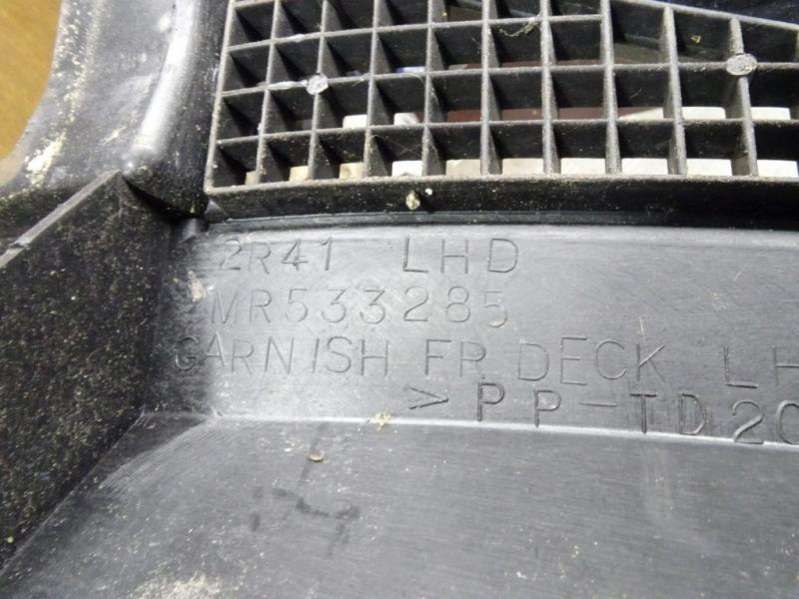 2R41 LHD
MR533285
GARNISH FR DECK LH
>PP-TD20